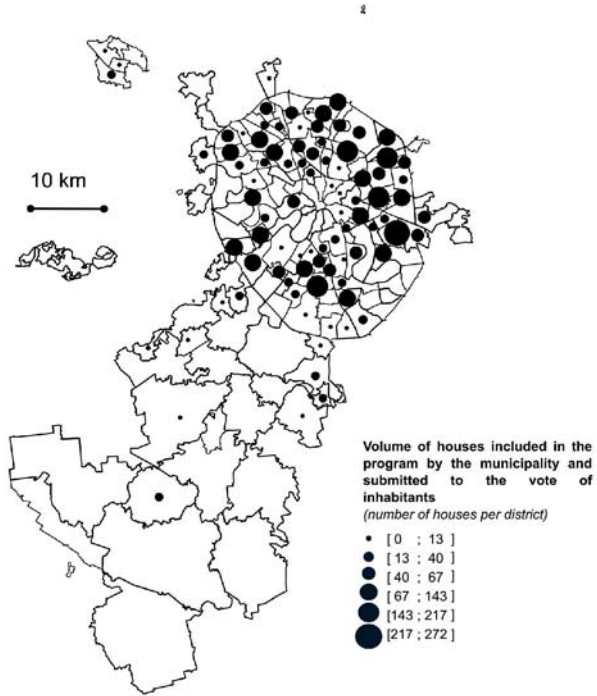 10 km
Volume of houses included in the
program by the municipality and
submitted to the vote of
inhabitants
(number of houses per district)
[ 0 ; 13 ]
[ 13 ; 40 ]
[ 40 ; 67 ]
[ 67 ; 143 ]
[143 ; 217 ]
[217 ; 272 ]